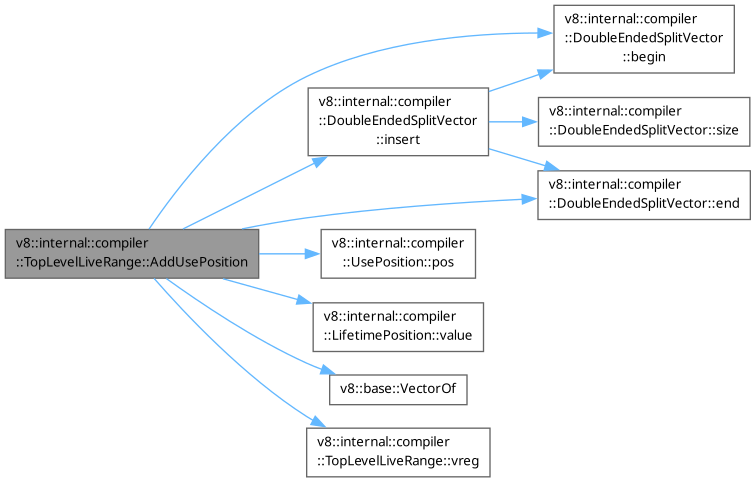 v8::internal::compiler
::TopLevelLiveRange::AddUsePosition
v8::internal::compiler
::DoubleEndedSplitVector
::begin
v8::internal::compiler
::DoubleEndedSplitVector
::insert
v8::internal::compiler
::DoubleEndedSplitVector::size
v8::internal::compiler
::DoubleEndedSplitVector::end
v8::internal::compiler
::UsePosition::pos
v8::internal::compiler
::LifetimePosition::value
v8::base::VectorOf
v8::internal::compiler
::TopLevelLiveRange::vreg